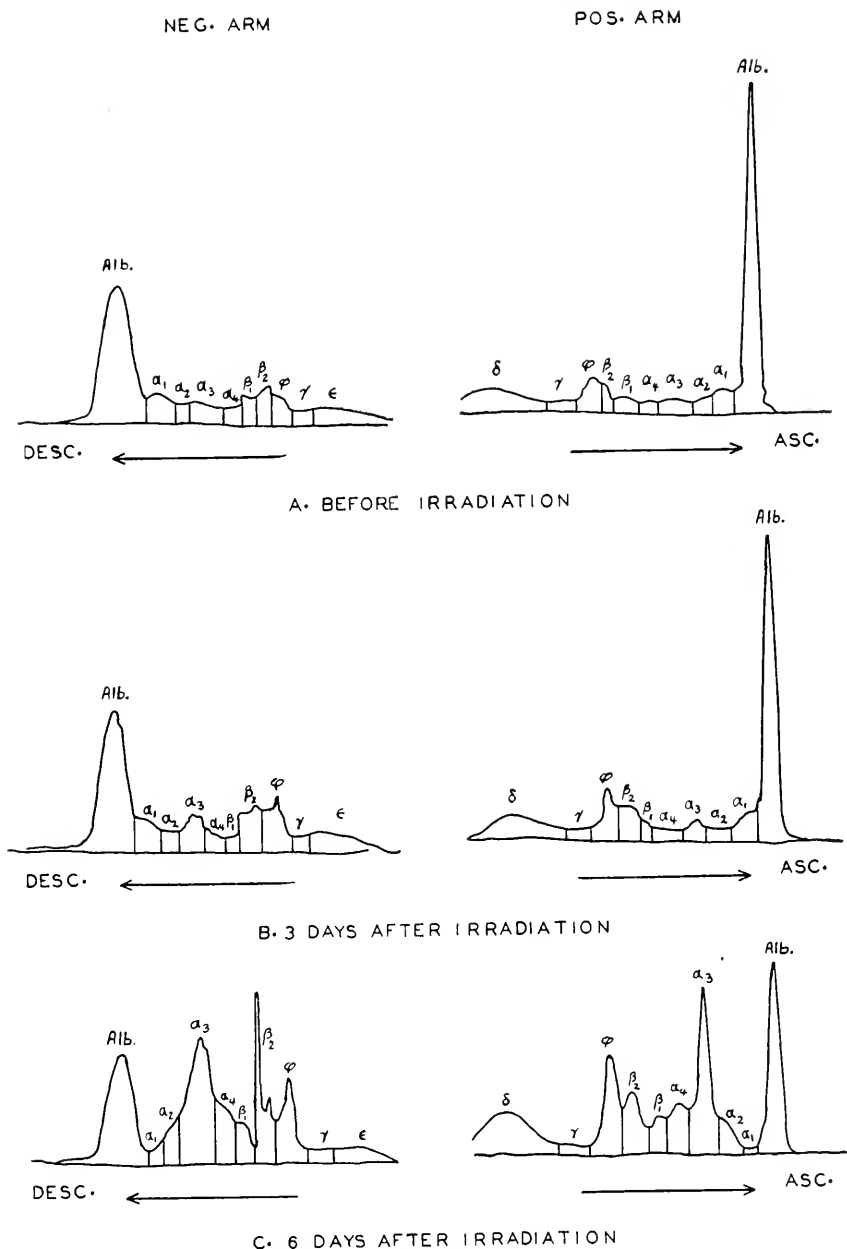 NEG. ARM
POS. ARM
Alb. α1 α2 α3 α4 β1 β2 φ γ ε
δ γ φ β2 β1 α4 α3 α2 α1 Alb.
DESC.
ASC.
A. BEFORE IRRADIATION
Alb. α1 α2 α3 α4 β1 β2 φ γ ε
δ γ φ β2 β1 α4 α3 α2 α1 Alb.
DESC.
ASC.
B. 3 DAYS AFTER IRRADIATION
Alb. α1 α2 α3 α4 β1 β2 φ γ ε
δ γ φ β2 β1 α4 α3 α2 α1 Alb.
DESC.
ASC.
C. 6 DAYS AFTER IRRADIATION